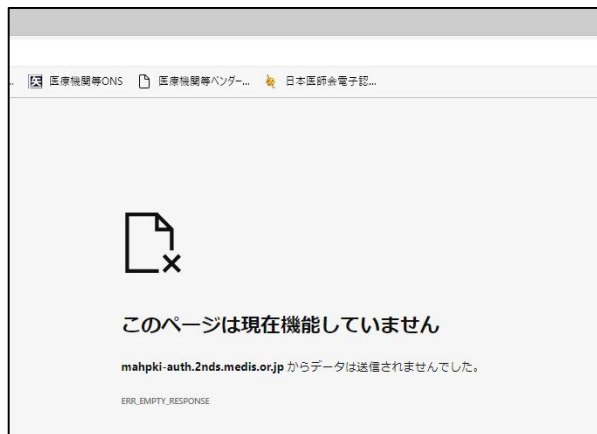 医 医療機関等ONS 医療機関等ベンダー... 日本医師会電子認...
このページは現在機能していません
mahpki-auth.2nds.medis.or.jp からデータは送信されませんでした。
ERR_EMPTY_RESPONSE